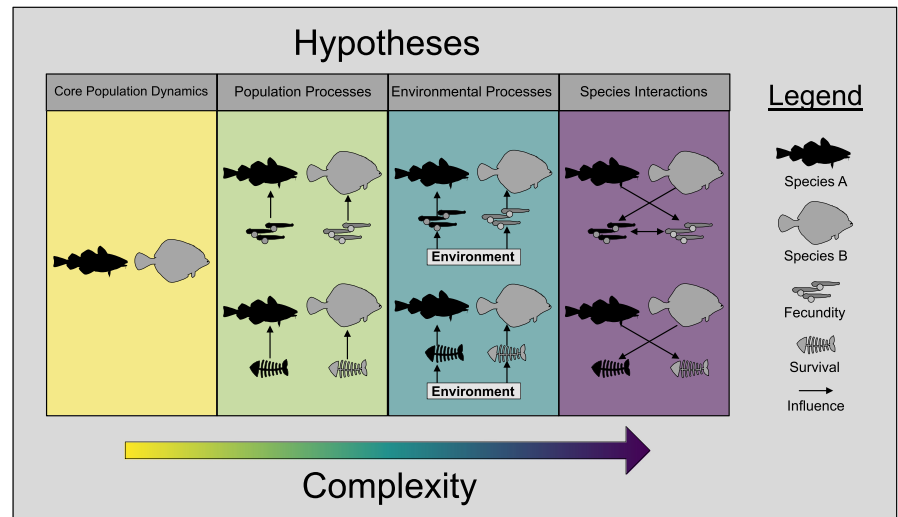 Hypotheses
Core Population Dynamics
Population Processes
Environmental Processes
Species Interactions
Environment
Environment
Legend
Species A
Species B
Fecundity
Survival
Influence
Complexity